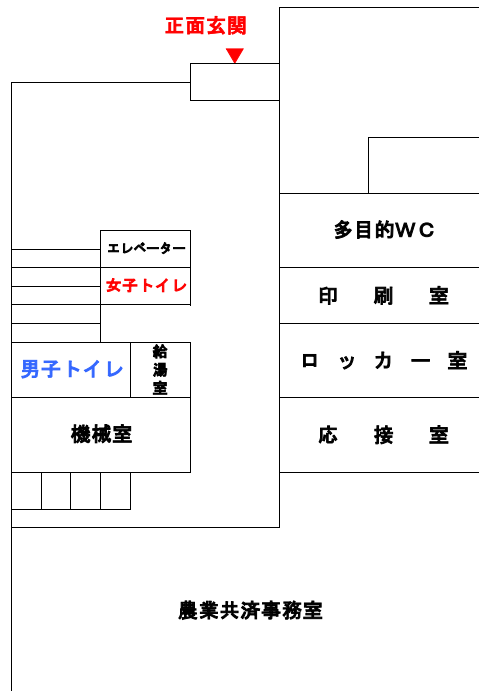 正面玄関
エレベーター
多目的WC
女子トイレ
印刷室
男子トイレ
給湯室
ロッカー室
機械室
応接室
農業共済事務室